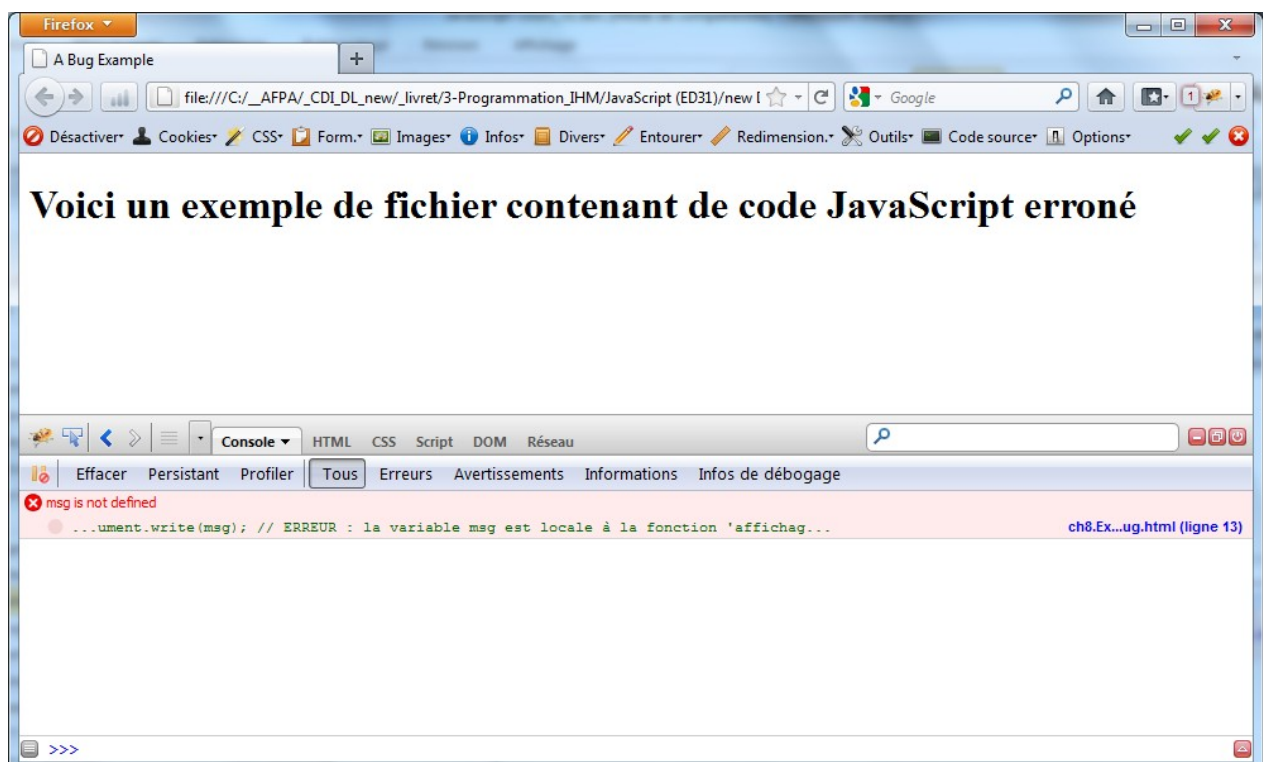 Firefox
A Bug Example
file:///C:/__AFPA/_CDI_DL_new/_livret/3-Programmation_IHM/JavaScript (ED31)/new l
Google
1
Désactiver Cookies CSS Form. Images Infos Divers Entourer Redimension. Outils Code source Options
Voici un exemple de fichier contenant de code JavaScript erroné
Console HTML CSS Script DOM Réseau
Effacer Persistant Profiler Tous Erreurs Avertissements Informations Infos de débogage
msg is not defined
...ument.write(msg); // ERREUR : la variable msg est locale à la fonction 'affichag... ch8.Ex...ug.html (ligne 13)
>>>